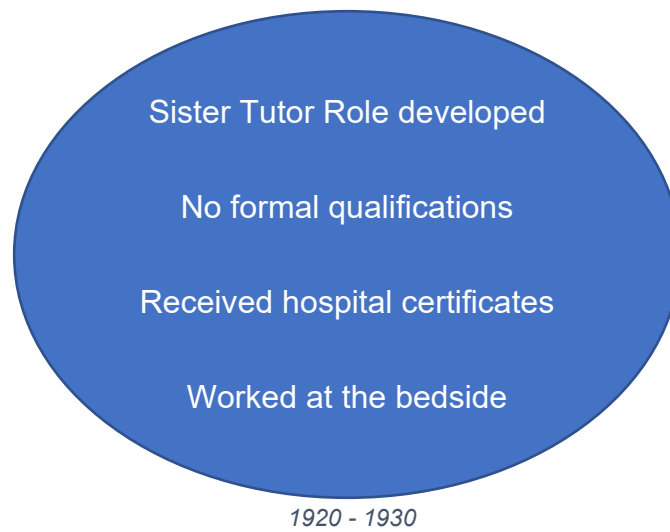 Sister Tutor Role developed
No formal qualifications
Received hospital certificates
Worked at the bedside
1920 - 1930